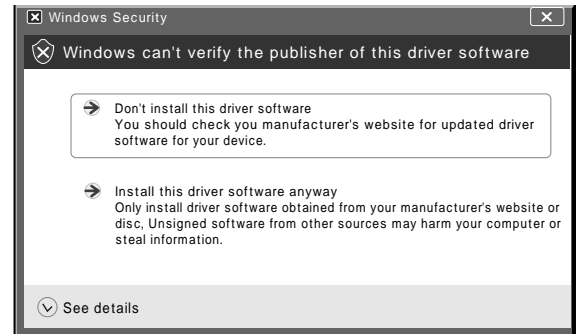 Windows Security
Windows can't verify the publisher of this driver software
Don't install this driver software
You should check you manufacturer's website for updated driver
software for your device.
Install this driver software anyway
Only install driver software obtained from your manufacturer's website or
disc, Unsigned software from other sources may harm your computer or
steal information.
See details